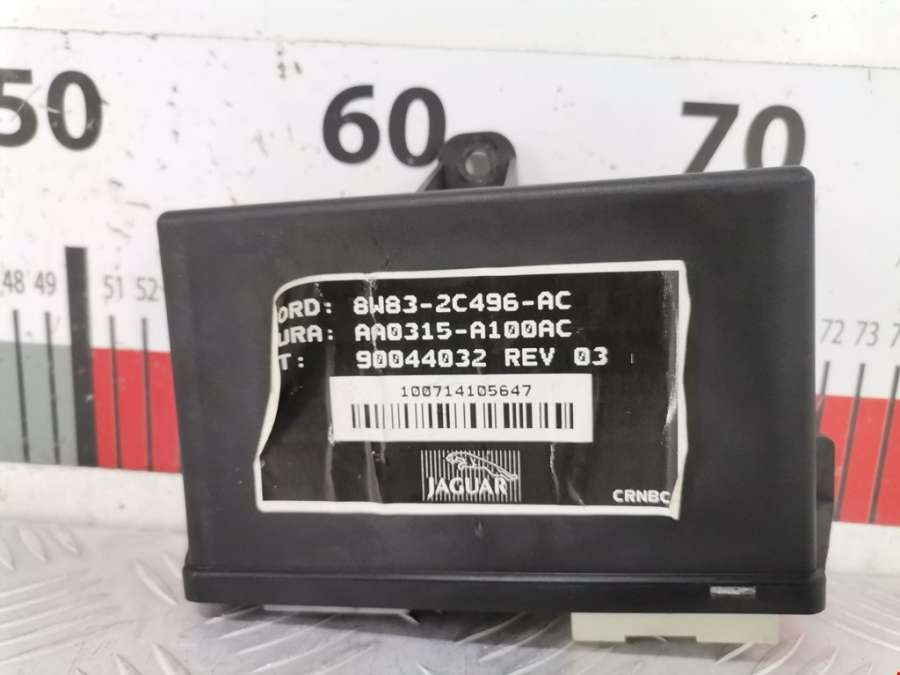 50 60 70
48 49 51 52 72 73
ORD: 8W83-2C496-AC
URA: AA0315-A100AC
T: 90044032 REV 03
100714105647
JAGUAR
CRNBC